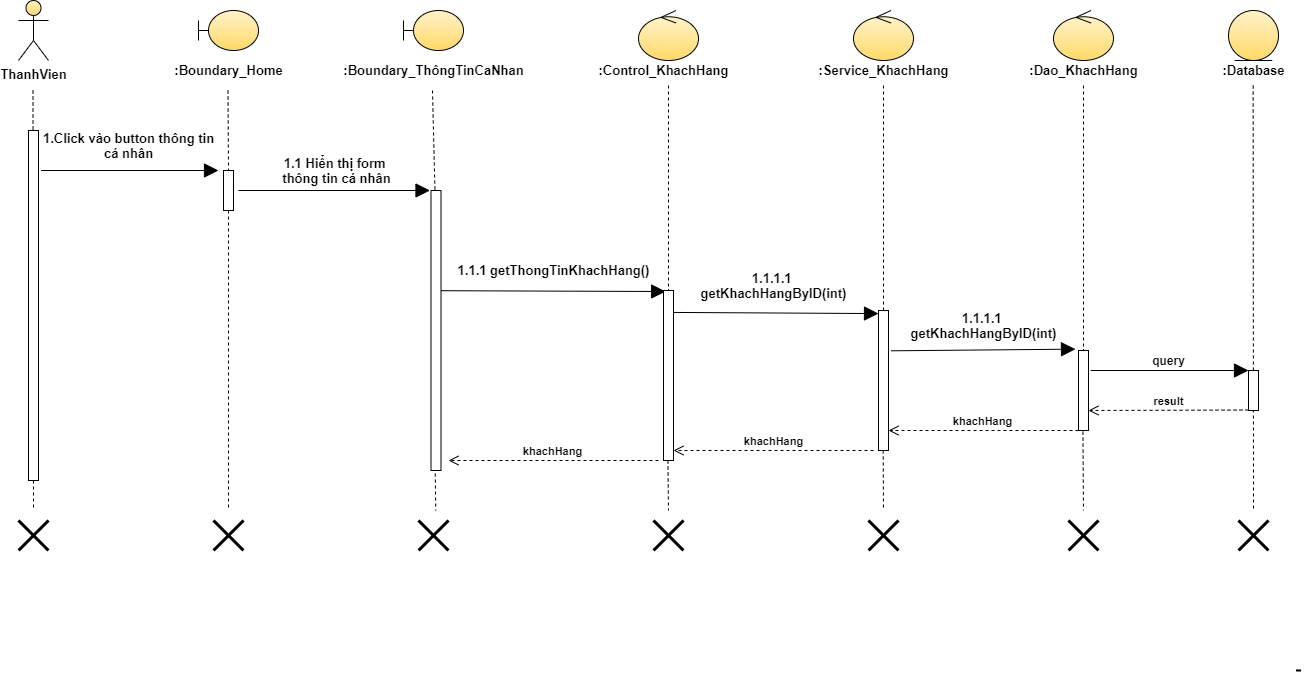 ThanhVien
:Boundary_Home
:Boundary_ThôngTinCaNhan
:Control_KhachHang
:Service_KhachHang
:Dao_KhachHang
:Database
1.Click vào button thông tin
cá nhân
1.1 Hiển thị form
thông tin cá nhân
1.1.1 getThongTinKhachHang()
1.1.1.1
getKhachHangByID(int)
1.1.1.1
getKhachHangByID(int)
query
result
khachHang
khachHang
khachHang